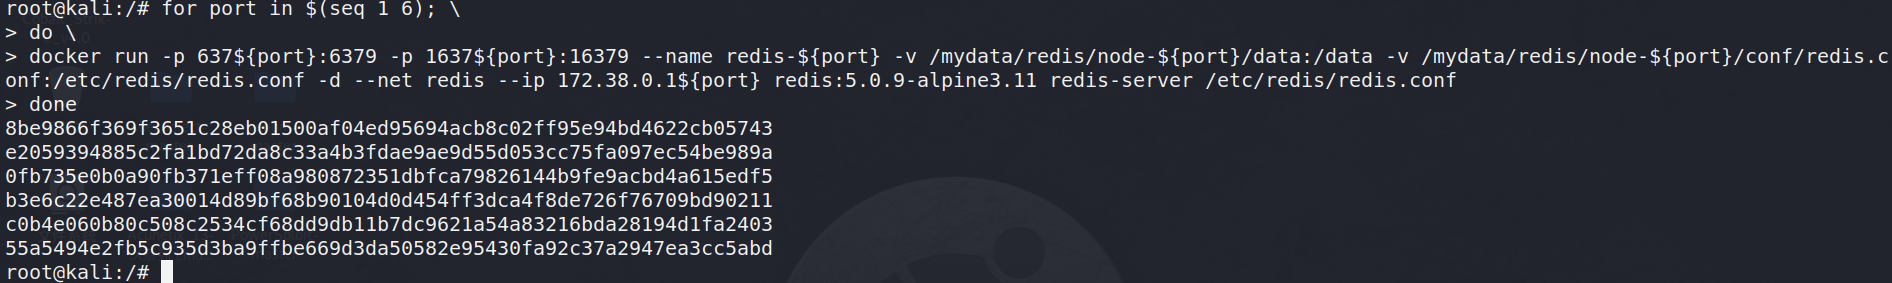 root@kali:/# for port in $(seq 1 6); \
> do \
> docker run -p 637${port}:6379 -p 1637${port}:16379 --name redis-${port} -v /mydata/redis/node-${port}/data:/data -v /mydata/redis/node-${port}/conf/redis.c
onf:/etc/redis/redis.conf -d --net redis --ip 172.38.0.1${port} redis:5.0.9-alpine3.11 redis-server /etc/redis/redis.conf
> done
8be9866f369f3651c28eb01500af04ed95694acb8c02ff95e94bd4622cb05743
e2059394885c2fa1bd72da8c33a4b3fdae9ae9d55d053cc75fa097ec54be989a
0fb735e0b0a90fb371eff08a980872351dbfca79826144b9fe9acbd4a615edf5
b3e6c22e487ea30014d89bf68b90104d0d454ff3dca4f8de726f76709bd90211
c0b4e060b80c508c2534cf68dd9db11b7dc9621a54a83216bda28194d1fa2403
55a5494e2fb5c935d3ba9ffbe669d3da50582e95430fa92c37a2947ea3cc5abd
root@kali:/#